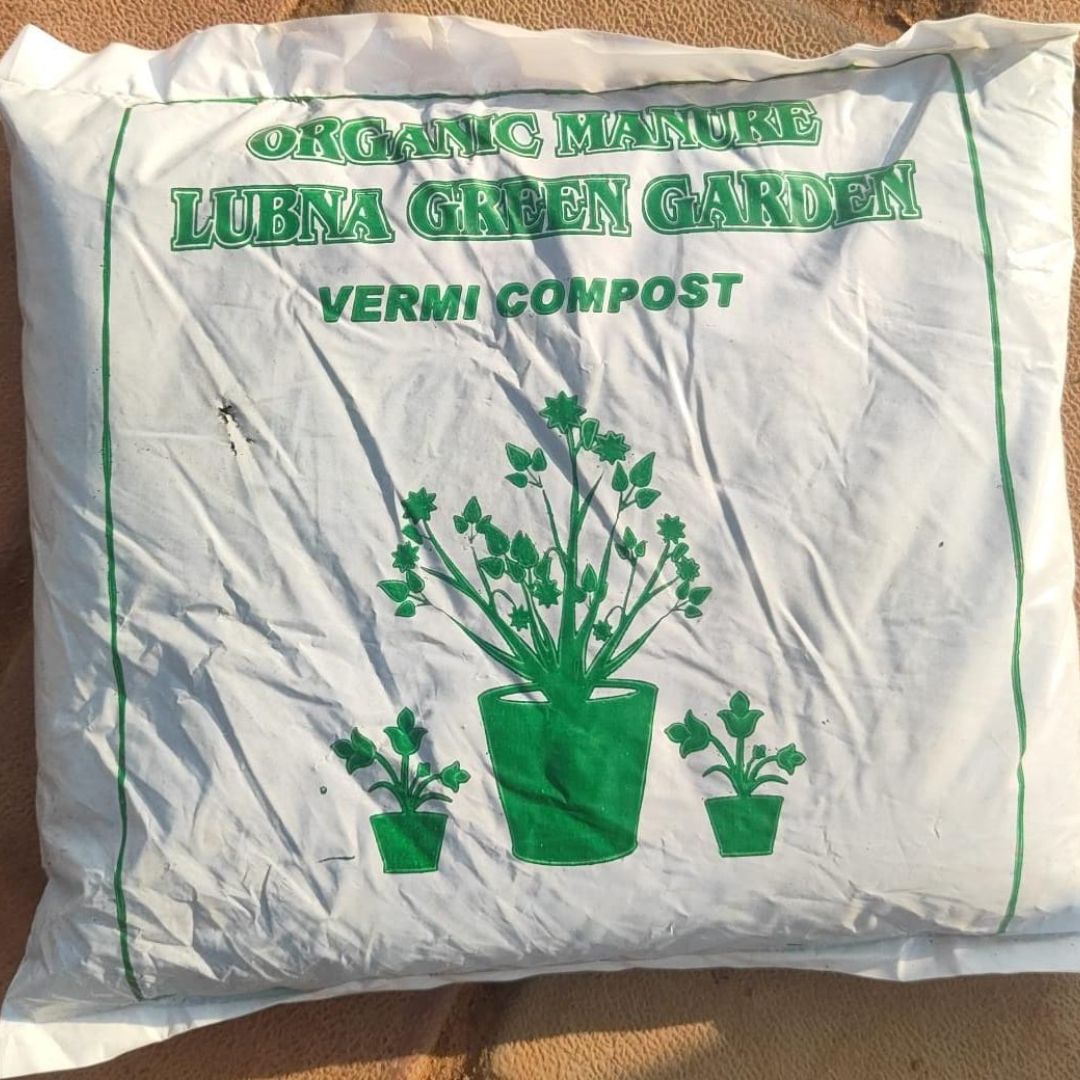 ORGANIC MANURE
LUBNA GREEN GARDEN
VERMI COMPOST